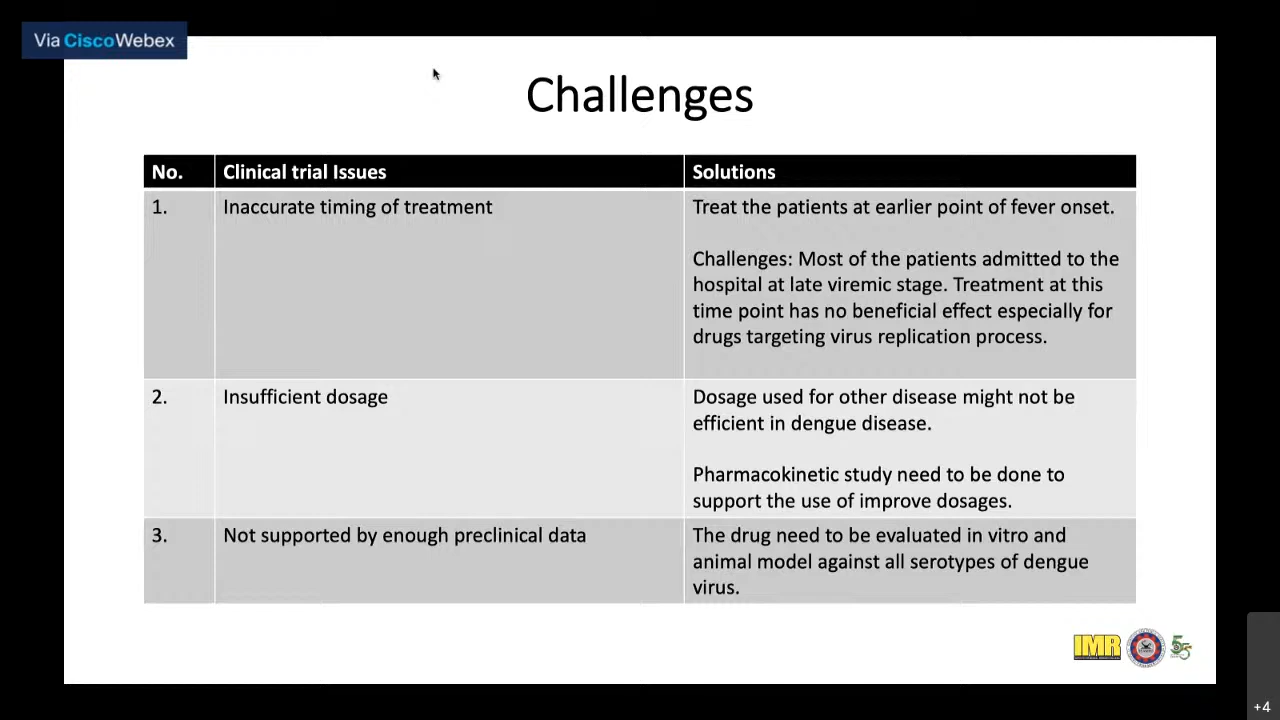 Via CiscoWebex
Challenges
No.
Clinical trial Issues
Solutions
1.
Inaccurate timing of treatment
Treat the patients at earlier point of fever onset.
Challenges: Most of the patients admitted to the
hospital at late viremic stage. Treatment at this
time point has no beneficial effect especially for
drugs targeting virus replication process.
2.
Insufficient dosage
Dosage used for other disease might not be
efficient in dengue disease.
Pharmacokinetic study need to be done to
support the use of improve dosages.
3.
Not supported by enough preclinical data
The drug need to be evaluated in vitro and
animal model against all serotypes of dengue
virus.
IMR
+4